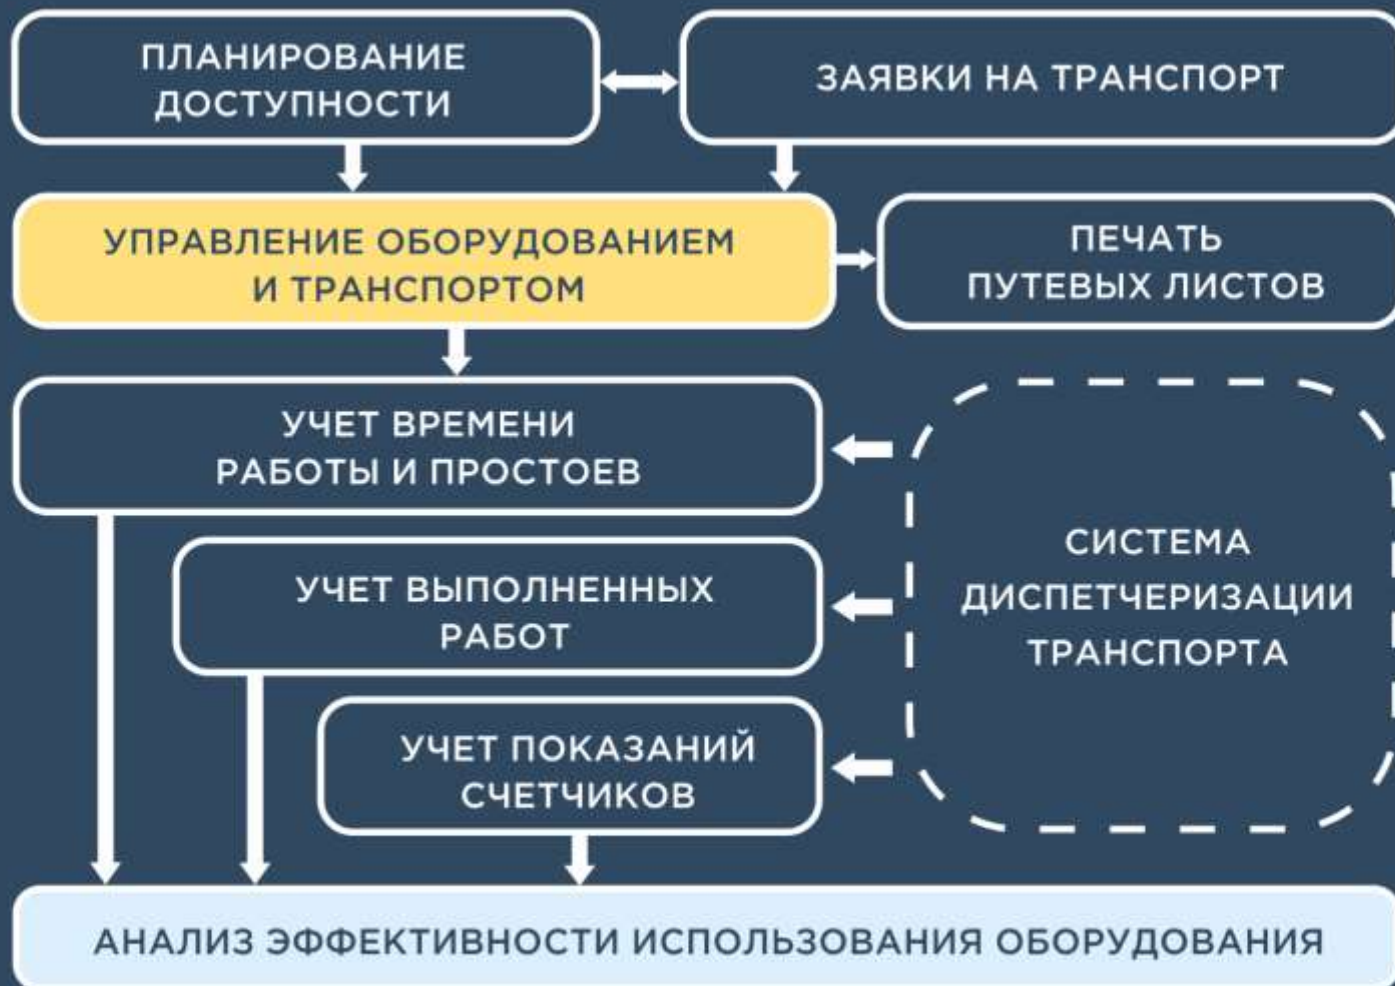 ПЛАНИРОВАНИЕ
ДОСТУПНОСТИ
ЗАЯВКИ НА ТРАНСПОРТ
УПРАВЛЕНИЕ ОБОРУДОВАНИЕМ
И ТРАНСПОРТОМ
ПЕЧАТЬ
ПУТЕВЫХ ЛИСТОВ
УЧЕТ ВРЕМЕНИ
РАБОТЫ И ПРОСТОЕВ
УЧЕТ ВЫПОЛНЕННЫХ
РАБОТ
УЧЕТ ПОКАЗАНИЙ
СЧЕТЧИКОВ
СИСТЕМА
ДИСПЕТЧЕРИЗАЦИИ
ТРАНСПОРТА
АНАЛИЗ ЭФФЕКТИВНОСТИ ИСПОЛЬЗОВАНИЯ ОБОРУДОВАНИЯ